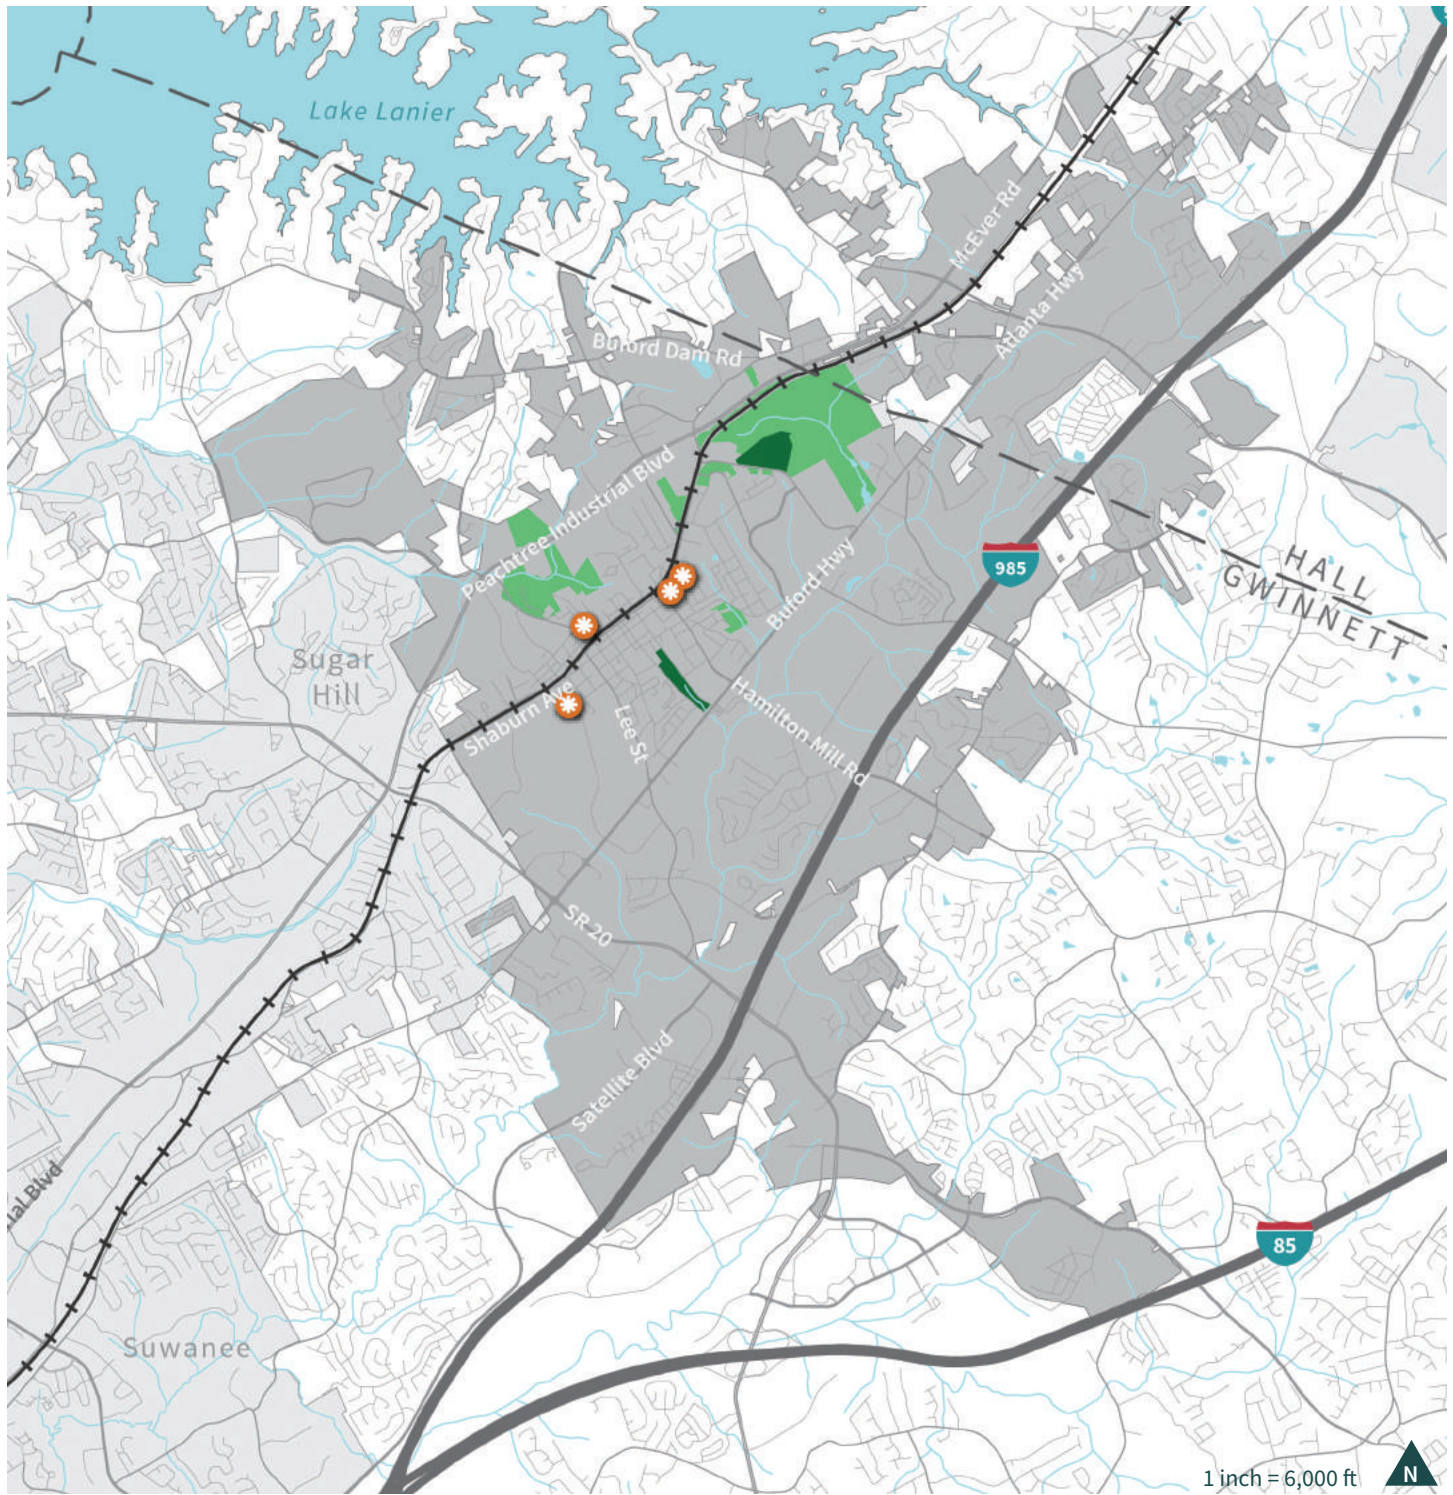 Lake Lanier
McEver Rd
Atlanta Hwy
Buford Dam Rd
Peachtree Industrial Blvd
985
HALL
GWINNETT
Buford Hwy
Sugar
Hill
Shaburn Ave
Lee St
Hamilton Mill Rd
SR 20
Satellite Blvd
Blvd
85
Suwanee
1 inch = 6,000 ft
N